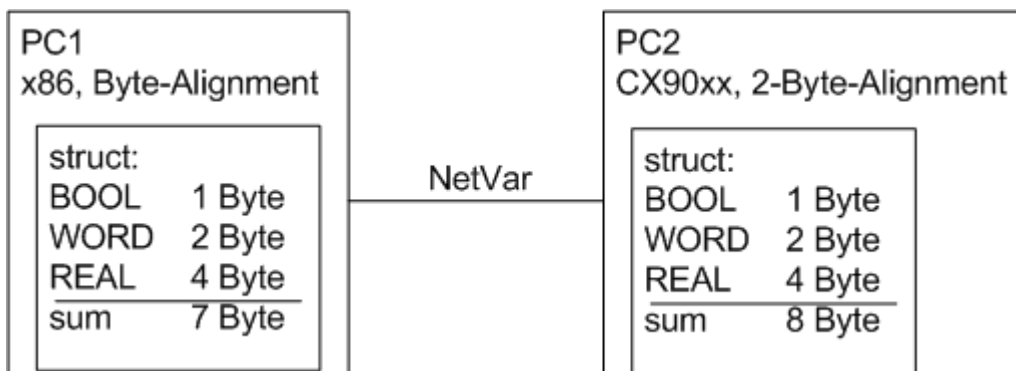 PC1
x86, Byte-Alignment
struct:
BOOL 1 Byte
WORD 2 Byte
REAL 4 Byte
sum 7 Byte
NetVar
PC2
CX90xx, 2-Byte-Alignment
struct:
BOOL 1 Byte
WORD 2 Byte
REAL 4 Byte
sum 8 Byte